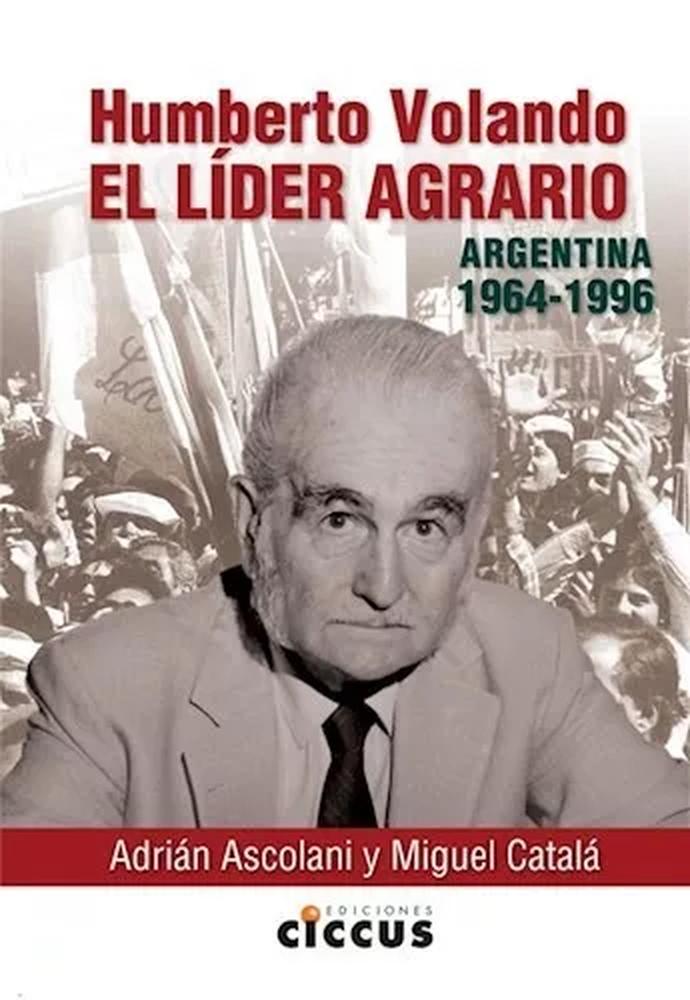 Humberto Volando
EL LÍDER AGRARIO
ARGENTINA
1964-1996
Adrián Ascolani y Miguel Catalá
EDICIONES
ciccus